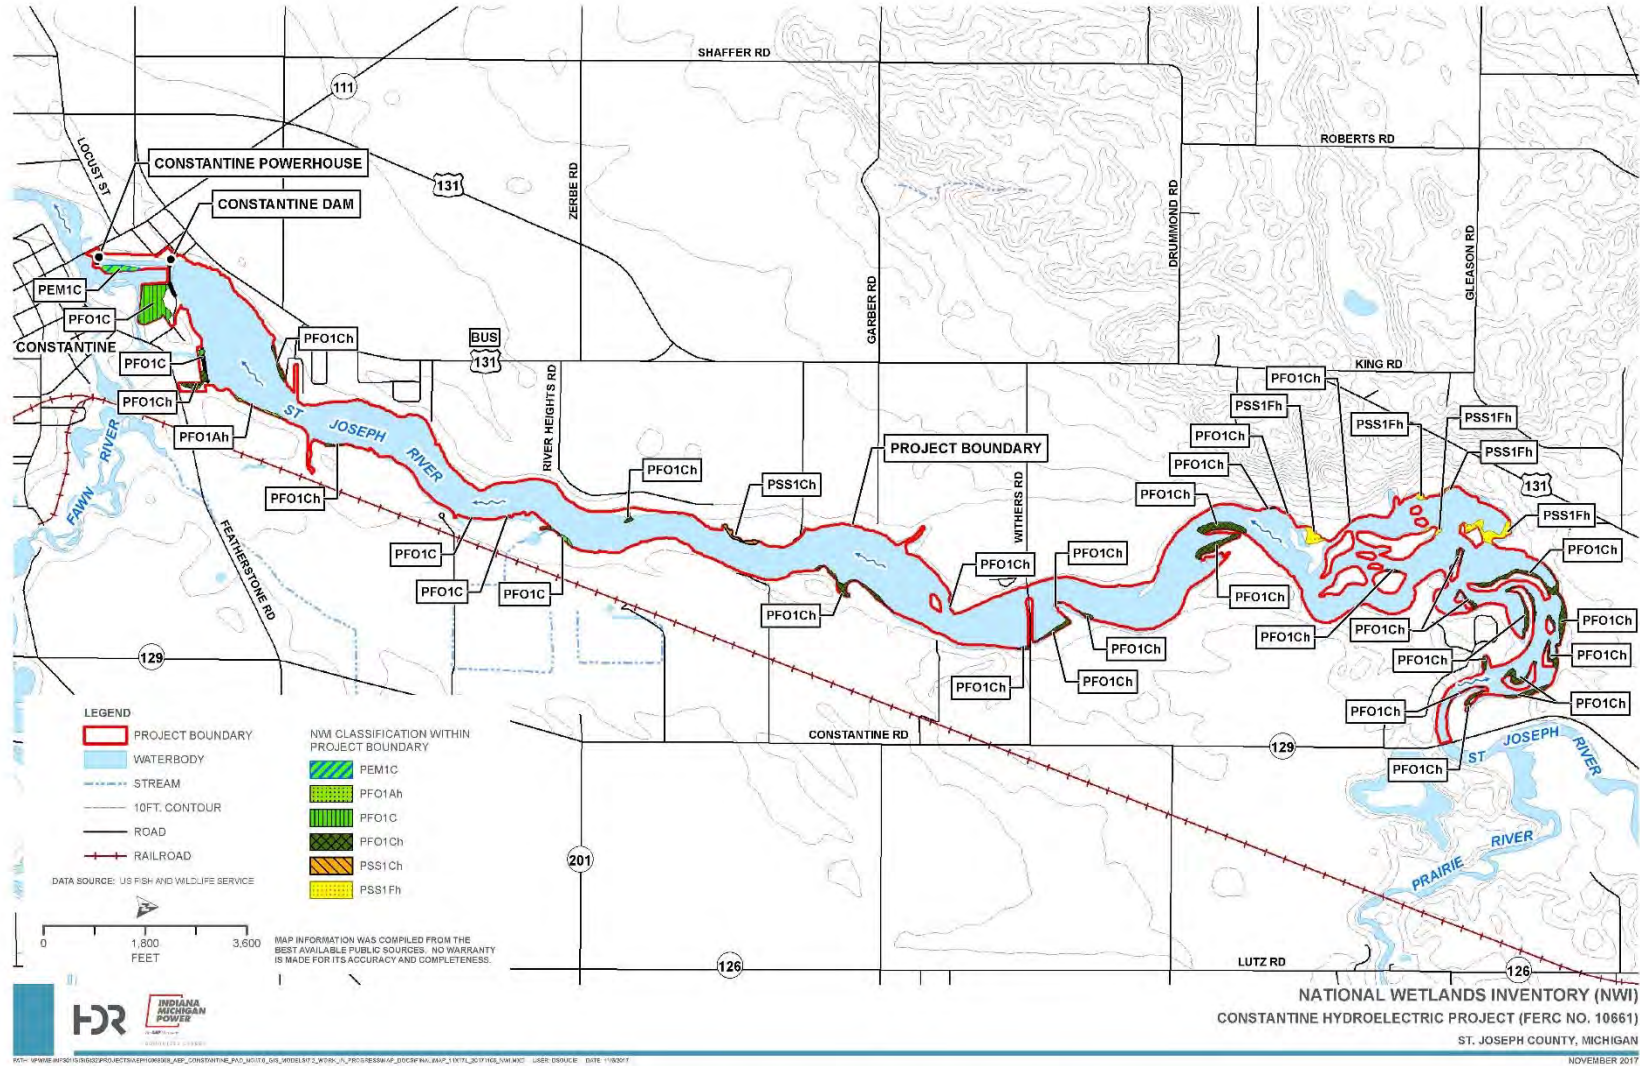 SHAFFER RD
111
ROBERTS RD
LOCUST ST
CONSTANTINE POWERHOUSE
131
ZERBE RD
CONSTANTINE DAM
GARBER RD
DRUMMOND RD
GLEASON RD
PEM1C
PFO1C
CONSTANTINE
PFO1Ch
BUS
131
PFO1C
KING RD
PFO1Ch
PFO1Ch
PSS1Fh
PSS1Fh
PSS1Fh
PFO1Ah
ST
JOSEPH
RIVER
RIVER HEIGHTS RD
PROJECT BOUNDARY
PFO1Ch
PSS1Fh
PFO1Ch
PFO1Ch
PSS1Ch
WITHERS RD
PFO1Ch
131
FAWN
RIVER
PFO1Ch
PSS1Fh
FEATHERSTONE RD
PFO1C
PFO1Ch
PFO1Ch
PFO1Ch
PFO1C
PFO1C
PFO1Ch
PFO1Ch
PFO1Ch
PFO1Ch
PFO1Ch
PFO1Ch
PFO1Ch
129
PFO1Ch
PFO1Ch
PFO1Ch
PFO1Ch
PFO1Ch
PFO1Ch
CONSTANTINE RD
129
ST
JOSEPH
RIVER
PFO1Ch
PRAIRIE
RIVER
201
126
LUTZ RD
126
LEGEND
PROJECT BOUNDARY
WATERBODY
STREAM
10FT. CONTOUR
ROAD
RAILROAD
DATA SOURCE: US FISH AND WILDLIFE SERVICE
NWI CLASSIFICATION WITHIN
PROJECT BOUNDARY
PEM1C
PFO1Ah
PFO1C
PFO1Ch
PSS1Ch
PSS1Fh
0 1,800 3,600
FEET
MAP INFORMATION WAS COMPILED FROM THE
BEST AVAILABLE PUBLIC SOURCES. NO WARRANTY
IS MADE FOR ITS ACCURACY AND COMPLETENESS.
HDR
INDIANA
MICHIGAN
POWER
NATIONAL WETLANDS INVENTORY (NWI)
CONSTANTINE HYDROELECTRIC PROJECT (FERC NO. 10661)
ST. JOSEPH COUNTY, MICHIGAN
NOVEMBER 2017